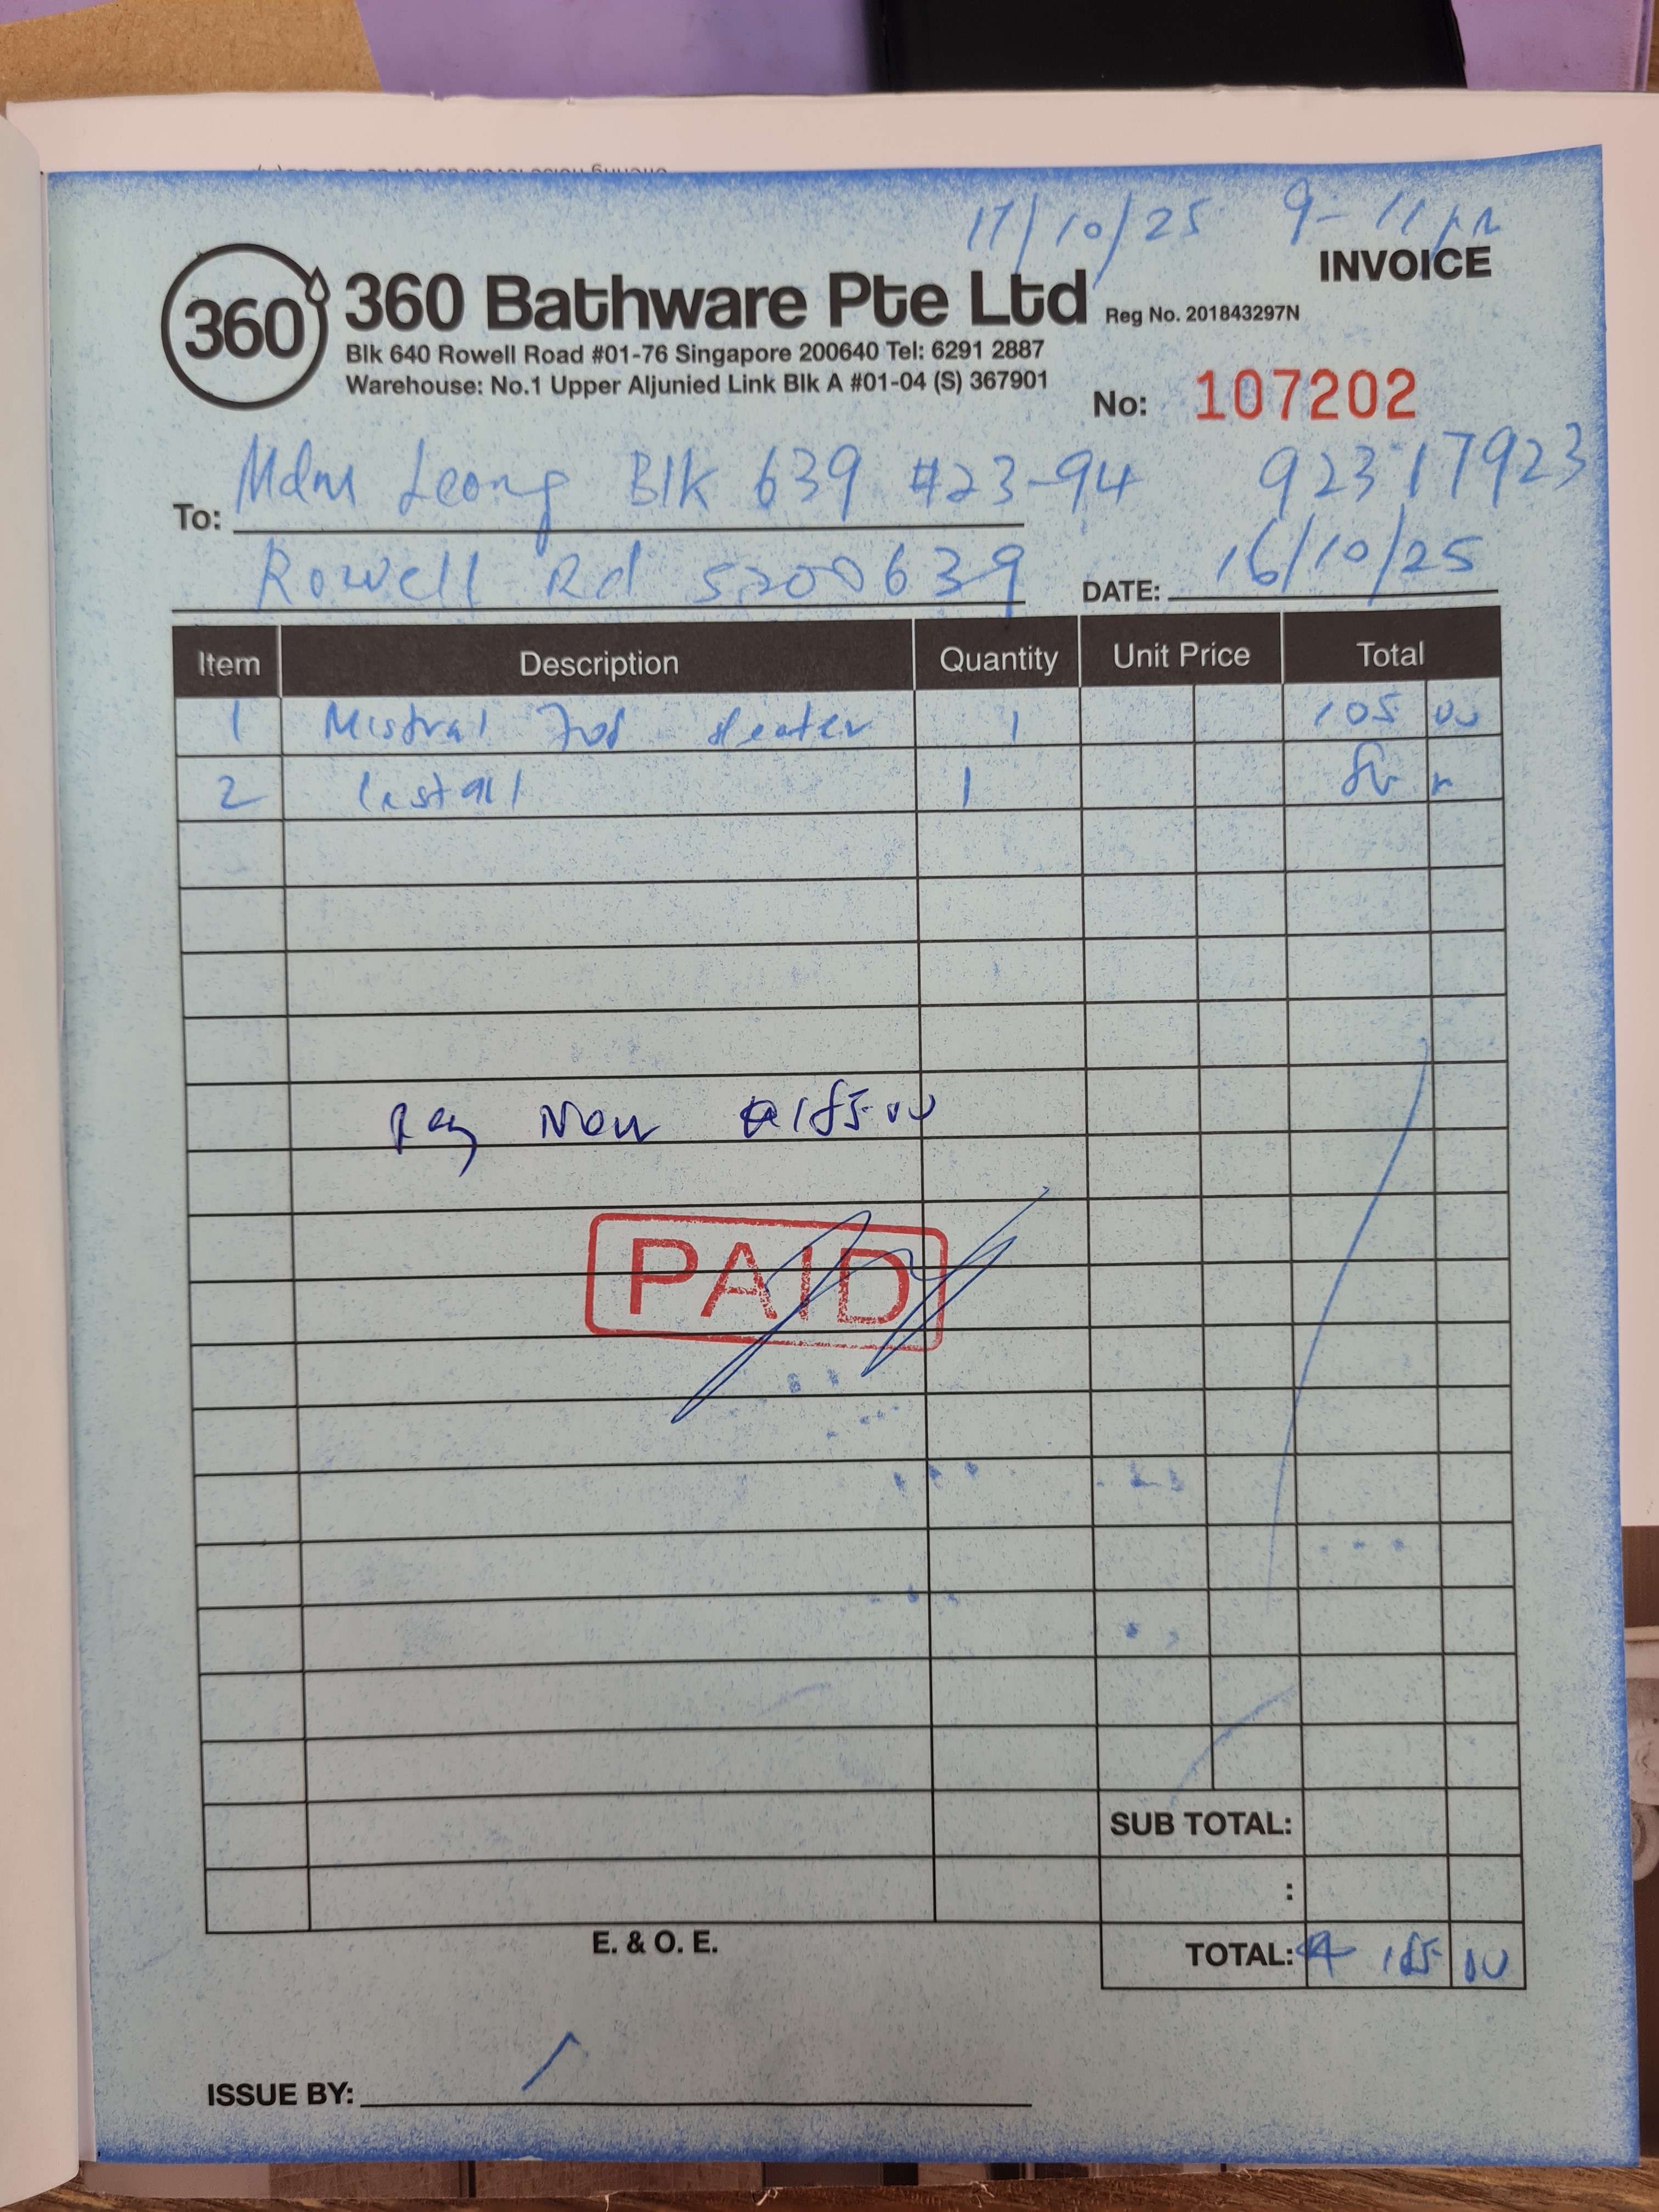 17/10/25 9-11pm
INVOICE
360
360 Bathware Pte Ltd Reg No. 201843297N
Blk 640 Rowell Road #01-76 Singapore 200640 Tel: 6291 2887
Warehouse: No.1 Upper Aljunied Link Blk A #01-04 (S) 367901
No: 107202
To: Mdm Leong Blk 639 #23-94 92317923
Rowell Rd S200639
DATE: 16/10/25
Item Description Quantity Unit Price Total
1 Mistral Heater 1 105 00
2 Install 1 80
Pay Now $185.00
PAID
SUB TOTAL:
:
E. & O. E.
TOTAL: $ 185 00
ISSUE BY: